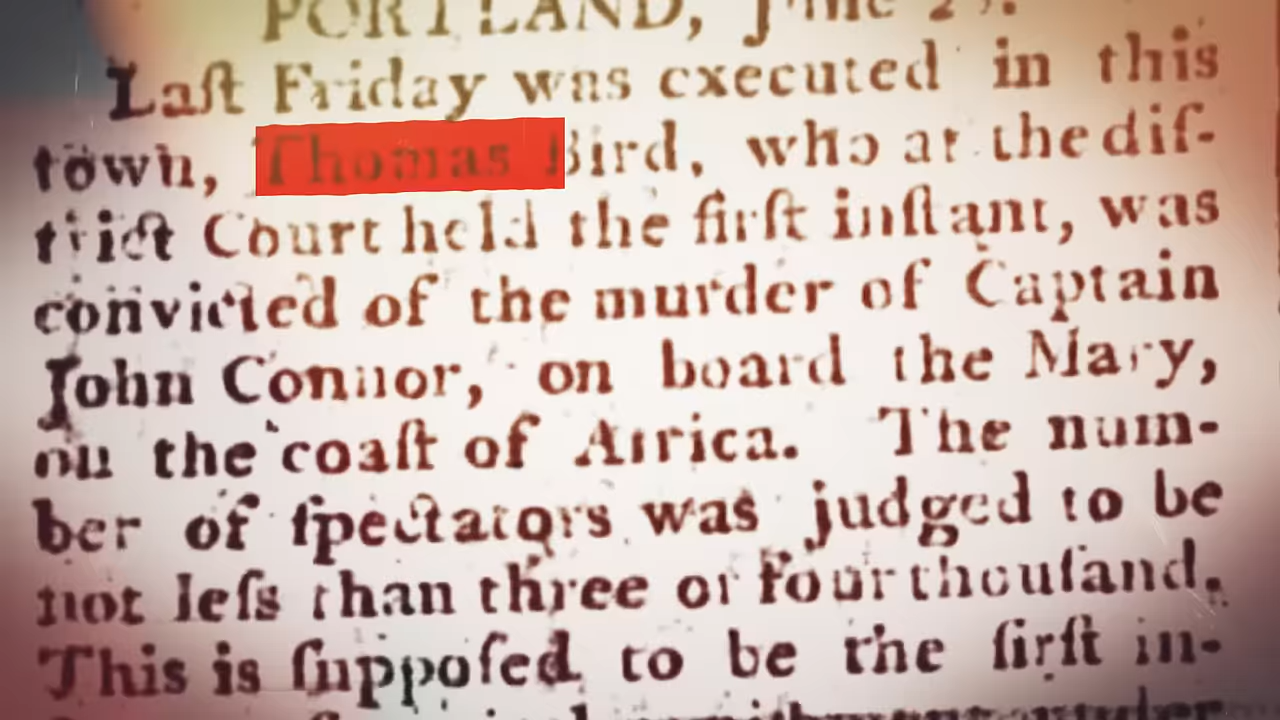 PORTLAND, June
Laſt Friday was executed in this
town, Thomas Bird, who at the diſ-
trict Court held the firſt inſtant, was
convicted of the murder of Captain
John Connor, on board the Mary,
on the coaſt of Africa. The num-
ber of ſpectators was judged to be
not leſs than three or four thouſand.
This is ſuppoſed to be the firſt in-